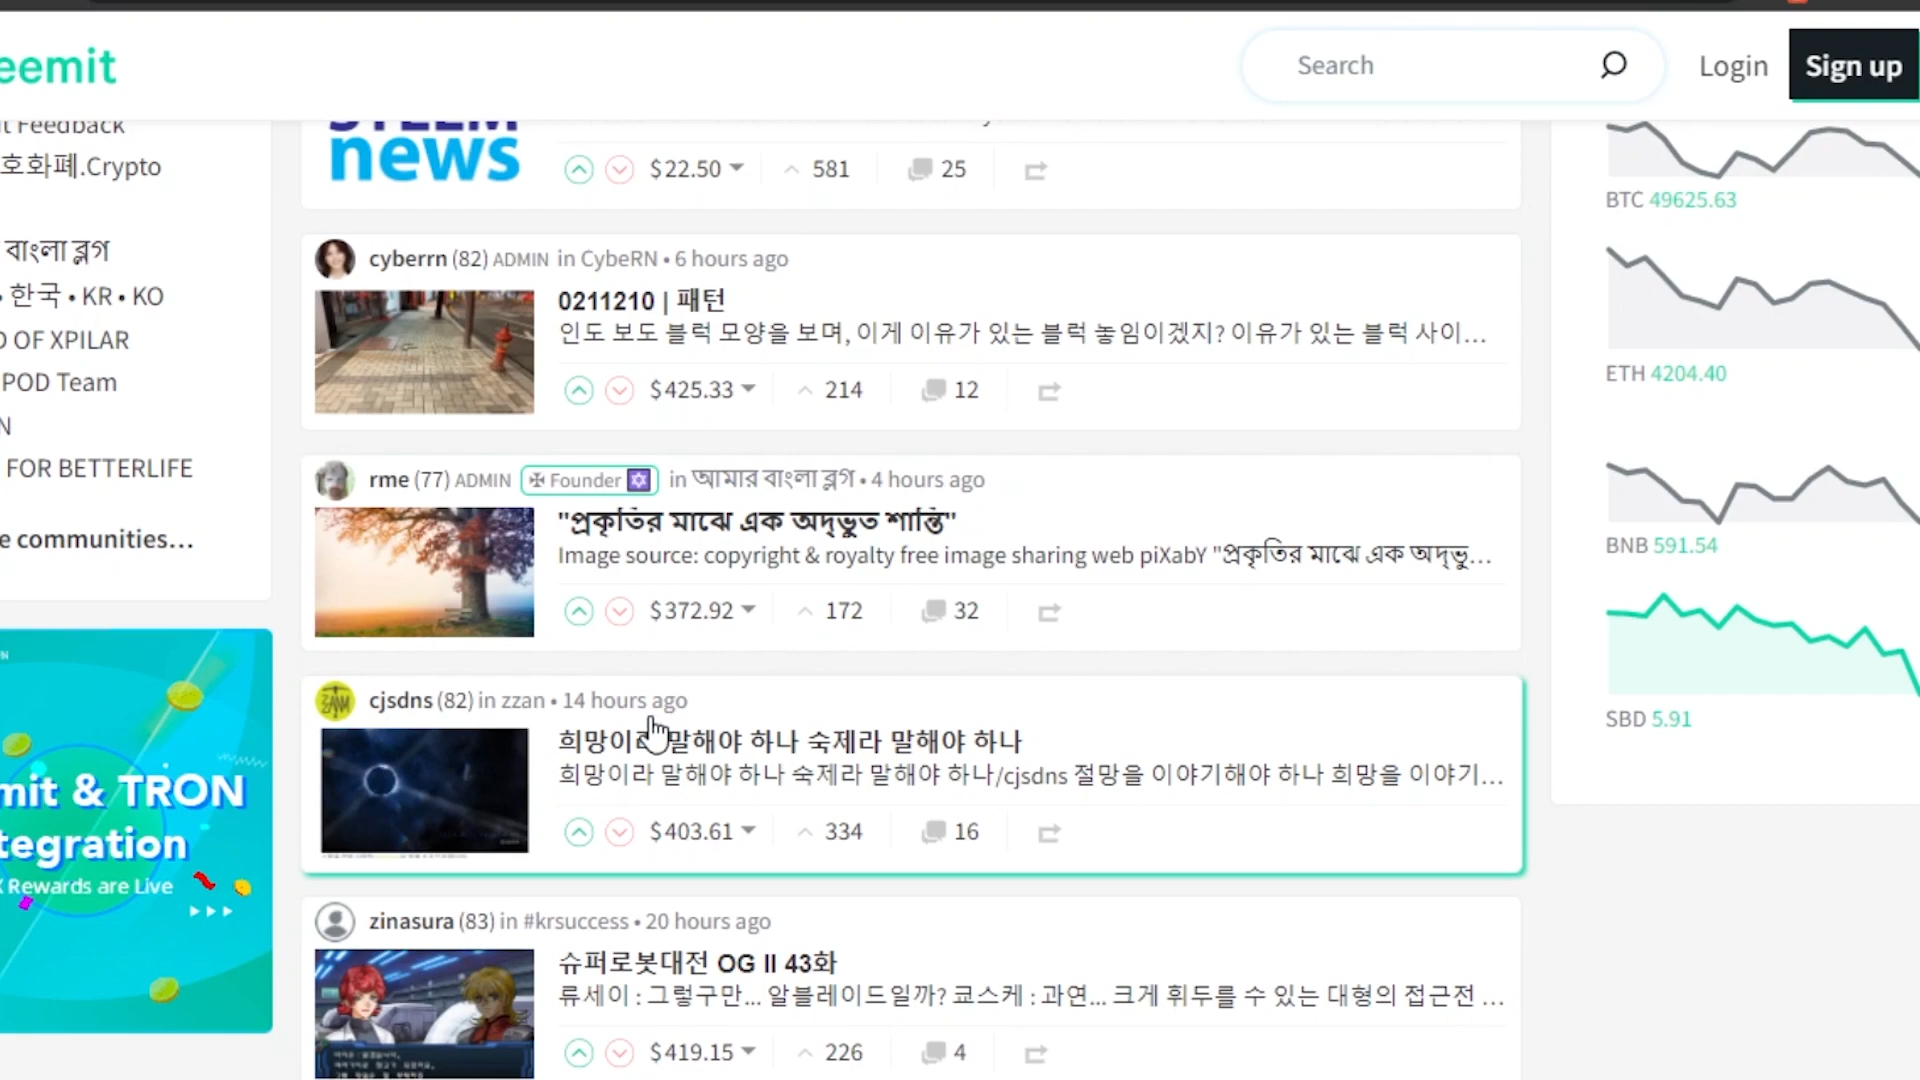 eemit
Search
Login
Sign up
t Feedback
호화폐.Crypto
বাংলা ব্লগ
• 한국 • KR • KO
OF XPILAR
POD Team
N
FOR BETTERLIFE
e communities...
mit & TRON
tegration
Rewards are Live
news
$22.50
581
25
cyberrn (82) ADMIN in CybeRN • 6 hours ago
0211210 | 패턴
인도 보도 블럭 모양을 보며, 이게 이유가 있는 블럭 놓임이겠지? 이유가 있는 블럭 사이...
$425.33
214
12
rme (77) ADMIN Founder in আমার বাংলা ব্লগ • 4 hours ago
"প্রকৃতির মাঝে এক অদ্ভুত শান্তি"
Image source: copyright & royalty free image sharing web piXabY "প্রকৃতির মাঝে এক অদ্ভু...
$372.92
172
32
cjsdns (82) in zzan • 14 hours ago
희망이라 말해야 하나 숙제라 말해야 하나
희망이라 말해야 하나 숙제라 말해야 하나/cjsdns 절망을 이야기해야 하나 희망을 이야기...
$403.61
334
16
zinasura (83) in #krsuccess • 20 hours ago
슈퍼로봇대전 OG II 43화
류세이 : 그렇구만... 알블레이드일까? 쿄스케 : 과연... 크게 휘두를 수 있는 대형의 접근전 ...
$419.15
226
4
BTC 49625.63
ETH 4204.40
BNB 591.54
SBD 5.91